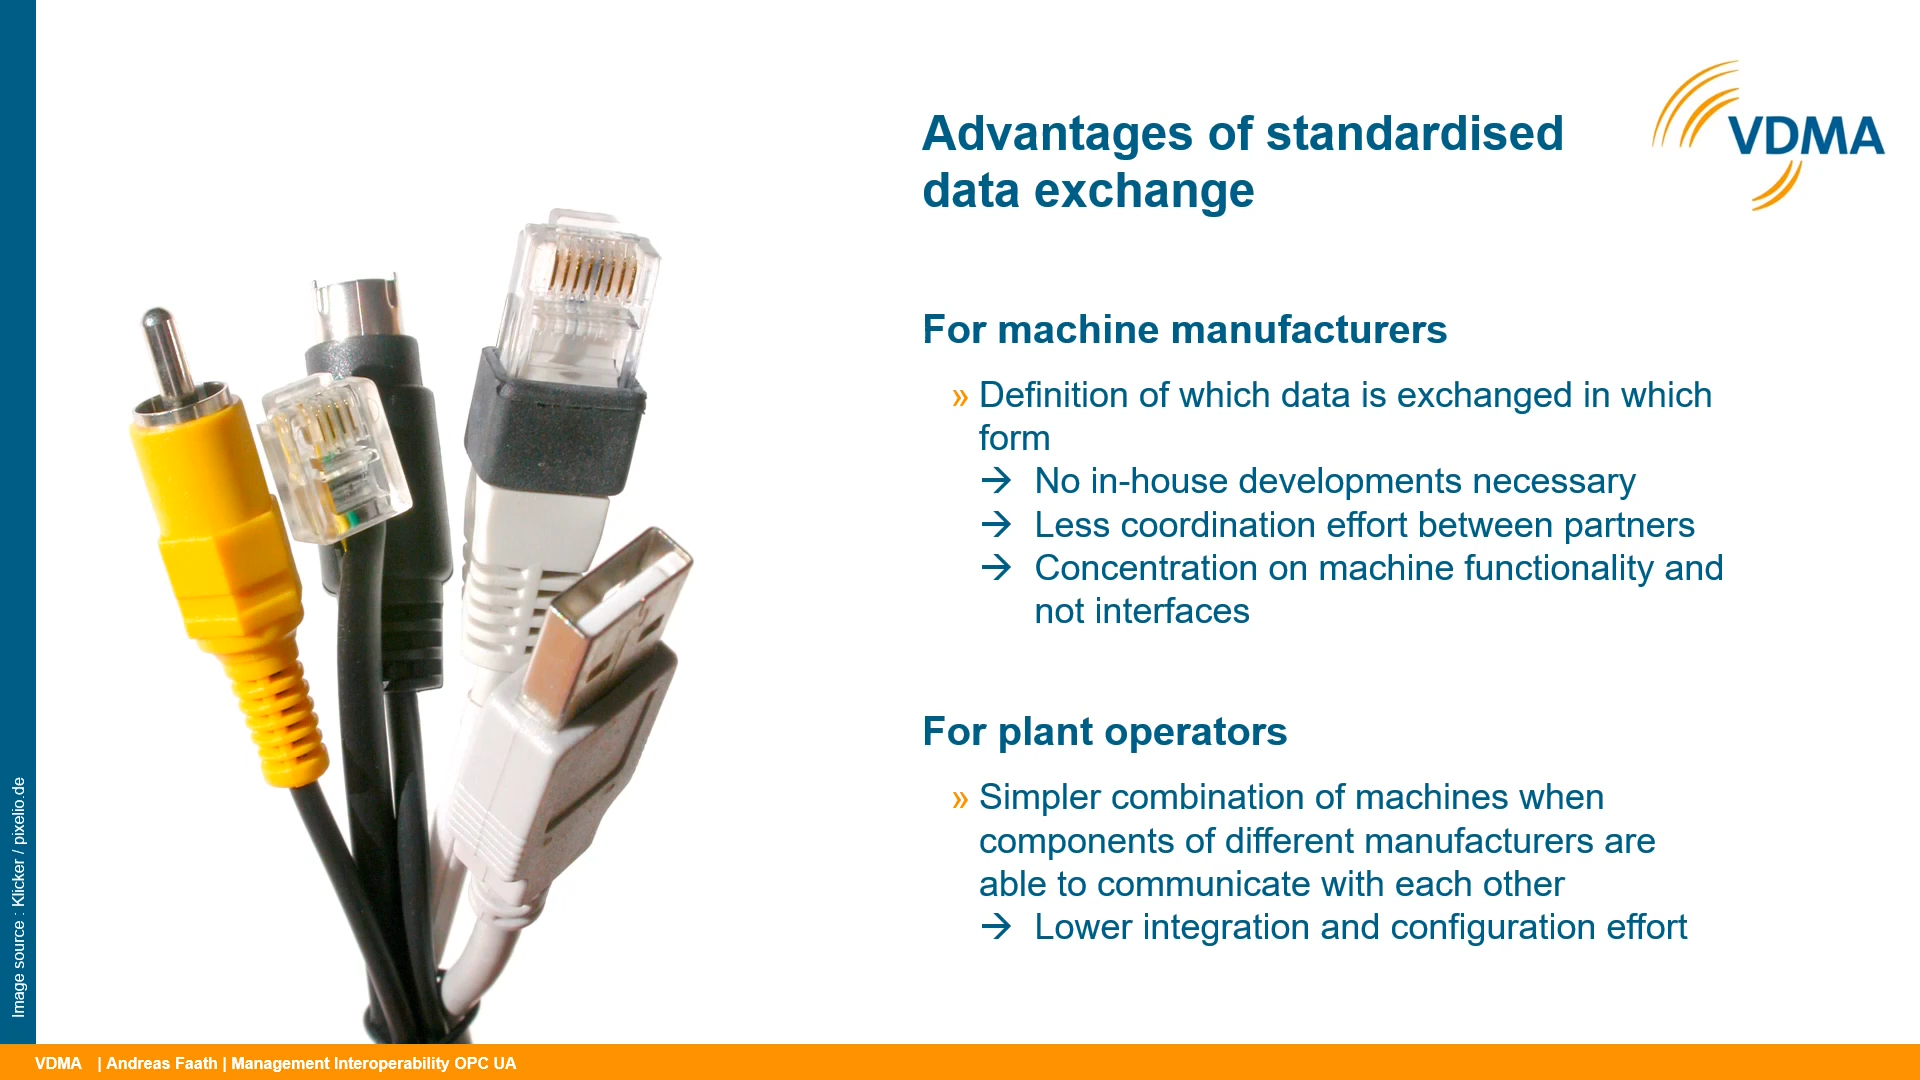 Advantages of standardised
data exchange
VDMA
For machine manufacturers
» Definition of which data is exchanged in which
form
→ No in-house developments necessary
→ Less coordination effort between partners
→ Concentration on machine functionality and
not interfaces
For plant operators
» Simpler combination of machines when
components of different manufacturers are
able to communicate with each other
→ Lower integration and configuration effort
Image source : Klicker / pixelio.de
VDMA | Andreas Faath | Management Interoperability OPC UA